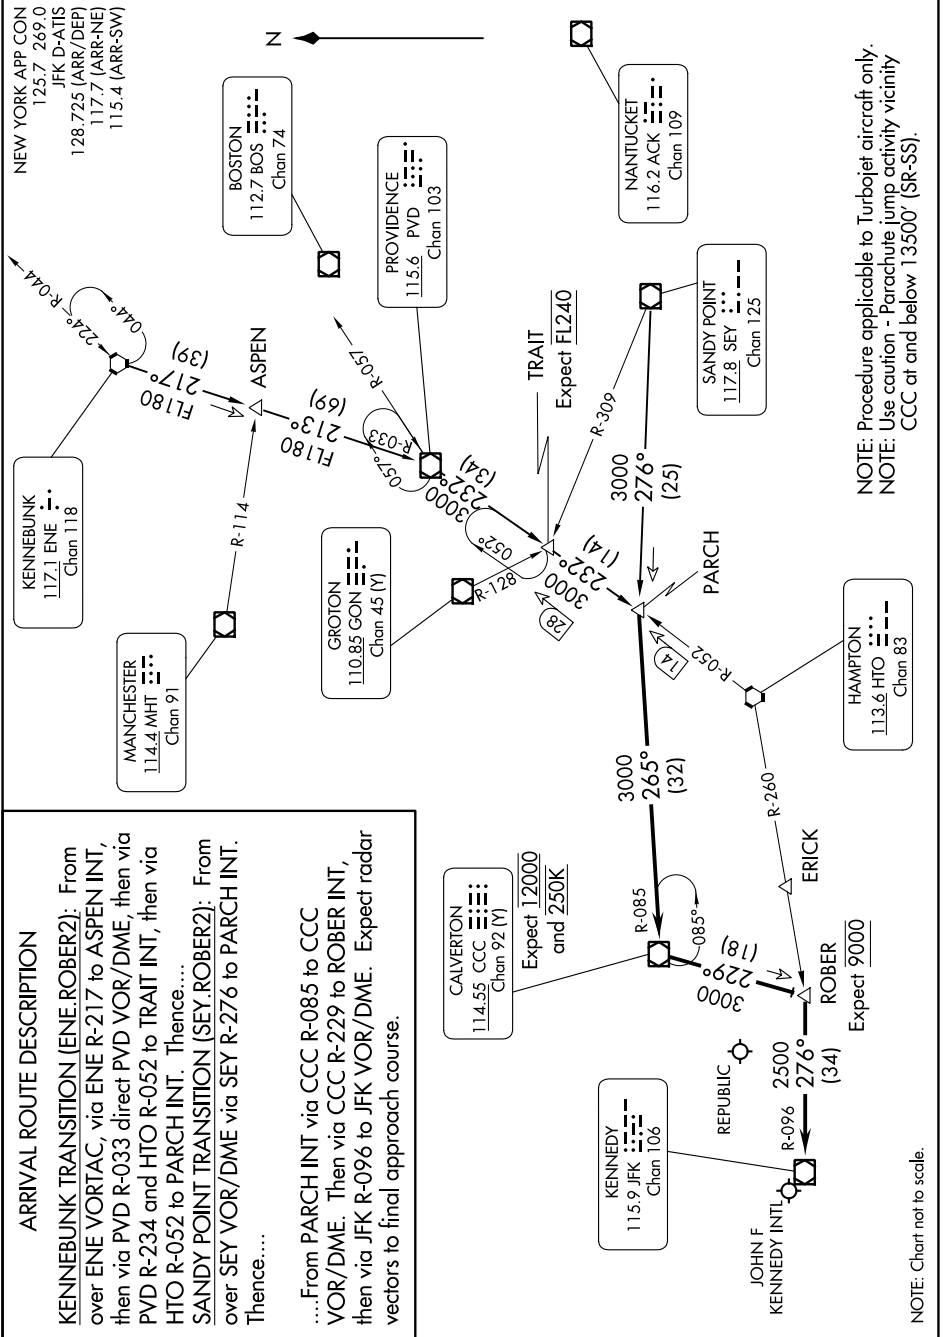 NEW YORK APP CON
125.7 269.0
JFK D-ATIS
128.725 (ARR/DEP)
117.7 (ARR-NE)
115.4 (ARR-SW)
N
ARRIVAL ROUTE DESCRIPTION
KENNEBUNK TRANSITION (ENE.ROBER2): From
over ENE VORTAC, via ENE R-217 to ASPEN INT,
then via PVD R-033 direct PVD VOR/DME, then via
PVD R-234 and HTO R-052 to TRAIT INT, then via
HTO R-052 to PARCH INT. Thence....
SANDY POINT TRANSITION (SEY.ROBER2): From
over SEY VOR/DME via SEY R-276 to PARCH INT.
Thence....
....From PARCH INT via CCC R-085 to CCC
VOR/DME. Then via CCC R-229 to ROBER INT,
then via JFK R-096 to JFK VOR/DME. Expect radar
vectors to final approach course.
KENNEBUNK
117.1 ENE
Chan 118
R-044
224°
044°
FL180
217°
(39)
ASPEN
MANCHESTER
114.4 MHT
Chan 91
R-114
FL180
213°
(69)
BOSTON
112.7 BOS
Chan 74
PROVIDENCE
115.6 PVD
Chan 103
R-057
R-033
057°
3000
232°
(34)
GROTON
110.85 GON
Chan 45 (Y)
R-128
052°
TRAIT
Expect FL240
R-309
NANTUCKET
116.2 ACK
Chan 109
SANDY POINT
117.8 SEY
Chan 125
3000
276°
(25)
3000
232°
(14)
28
14
PARCH
R-052
HAMPTON
113.6 HTO
Chan 83
R-260
ERICK
3000
265°
(32)
CALVERTON
114.55 CCC
Chan 92 (Y)
Expect 12000
and 250K
R-085
085°
3000
229°
(18)
ROBER
Expect 9000
REPUBLIC
2500
276°
(34)
R-096
KENNEDY
115.9 JFK
Chan 106
JOHN F
KENNEDY INTL
NOTE: Procedure applicable to Turbojet aircraft only.
NOTE: Use caution - Parachute jump activity vicinity
CCC at and below 13500' (SR-SS).
NOTE: Chart not to scale.